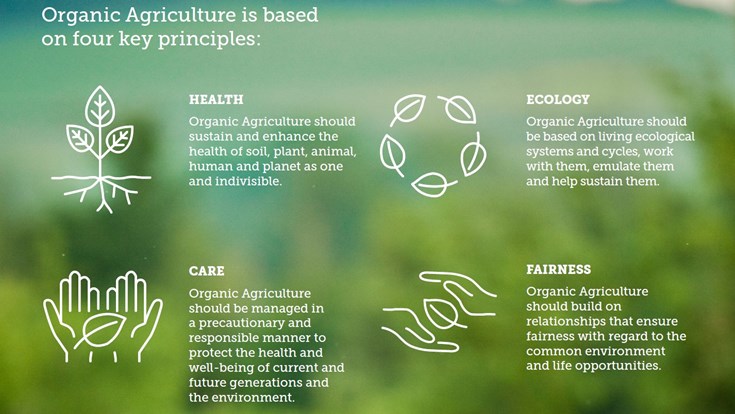 Organic Agriculture is based
on four key principles:
HEALTH
Organic Agriculture should
sustain and enhance the
health of soil, plant, animal,
human and planet as one
and indivisible.
ECOLOGY
Organic Agriculture should
be based on living ecological
systems and cycles, work
with them, emulate them
and help sustain them.
CARE
Organic Agriculture
should be managed in
a precautionary and
responsible manner to
protect the health and
well-being of current and
future generations and
the environment.
FAIRNESS
Organic Agriculture
should build on
relationships that ensure
fairness with regard to the
common environment
and life opportunities.